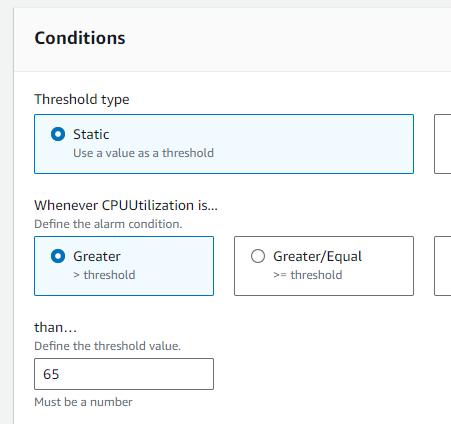 Conditions
Threshold type
Static
Use a value as a threshold
Whenever CPUUtilization is...
Define the alarm condition.
Greater
> threshold
Greater/Equal
>= threshold
than...
Define the threshold value.
65
Must be a number